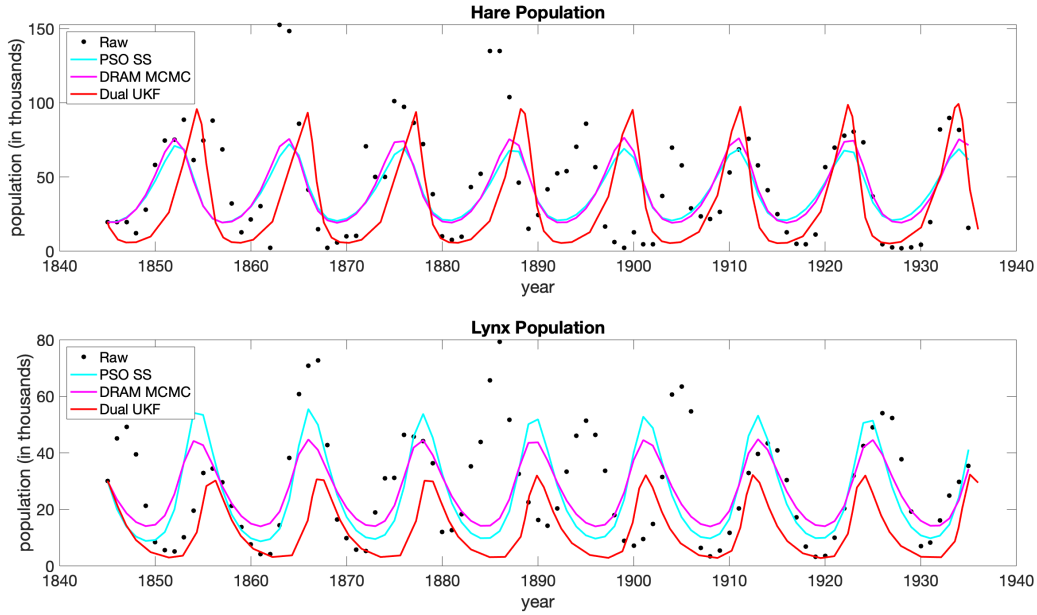 Hare Population
150
100
50
0
population (in thousands)
Raw
PSO SS
DRAM MCMC
Dual UKF
1840 1850 1860 1870 1880 1890 1900 1910 1920 1930 1940
year
Lynx Population
80
60
40
20
0
population (in thousands)
Raw
PSO SS
DRAM MCMC
Dual UKF
1840 1850 1860 1870 1880 1890 1900 1910 1920 1930 1940
year